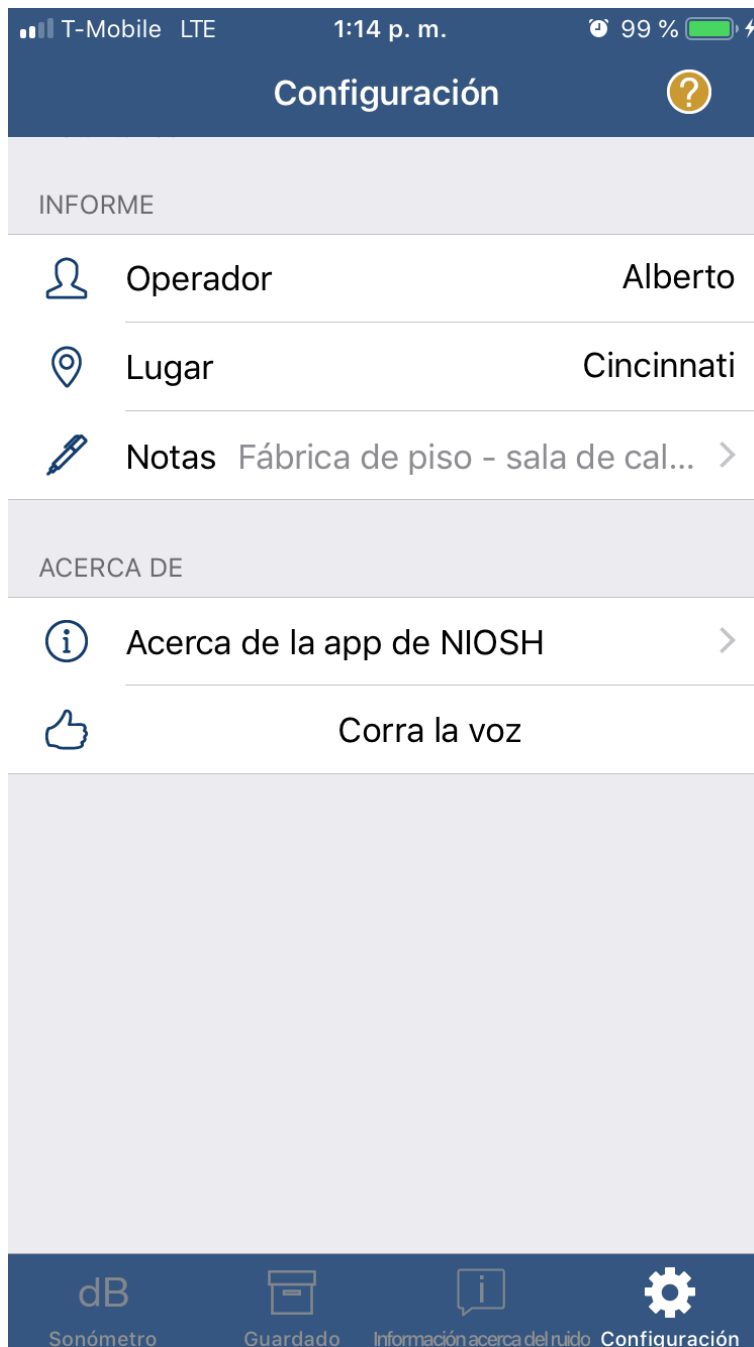 T-Mobile LTE 1:14 p. m. 99 %
Configuración ?
INFORME
Operador Alberto
Lugar Cincinnati
Notas Fábrica de piso - sala de cal...
ACERCA DE
Acerca de la app de NIOSH
Corra la voz
dB
Sonómetro Guardado Información acerca del ruido Configuración